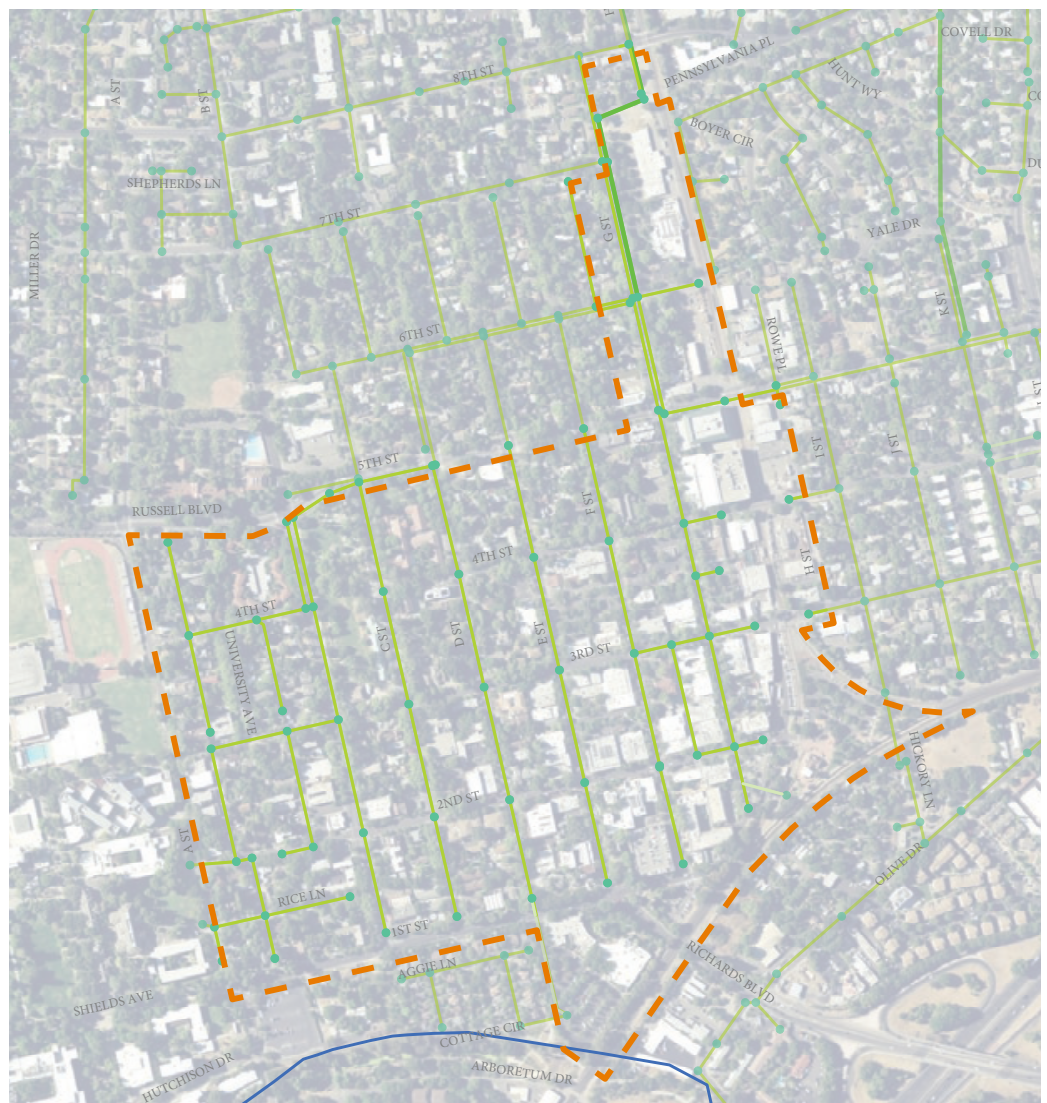 COVELL DR
PENNSYLVANIA PL
8TH ST
HUNT WY
A ST
B ST
BOYER CIR
SHEPHERDS LN
7TH ST
G ST
YALE DR
MILLER DR
K ST
6TH ST
ROWE PL
I ST
J ST
L ST
5TH ST
RUSSELL BLVD
F ST
4TH ST
H ST
4TH ST
UNIVERSITY AVE
C ST
D ST
E ST
3RD ST
HICKORY LN
2ND ST
A ST
OLIVE DR
RICE LN
1ST ST
AGGIE LN
RICHARDS BLVD
SHIELDS AVE
COTTAGE CIR
HUTCHISON DR
ARBORETUM DR